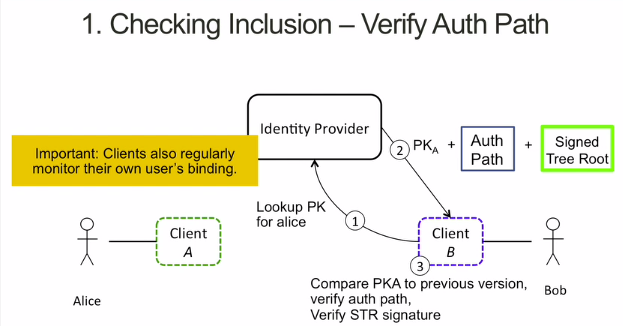 1. Checking Inclusion – Verify Auth Path
Identity Provider
Important: Clients also regularly
monitor their own user's binding.
2
PKA
+
Auth
Path
+
Signed
Tree Root
Lookup PK
for alice
1
Client
A
Client
B
3
Compare PKA to previous version,
verify auth path,
Verify STR signature
Alice
Bob